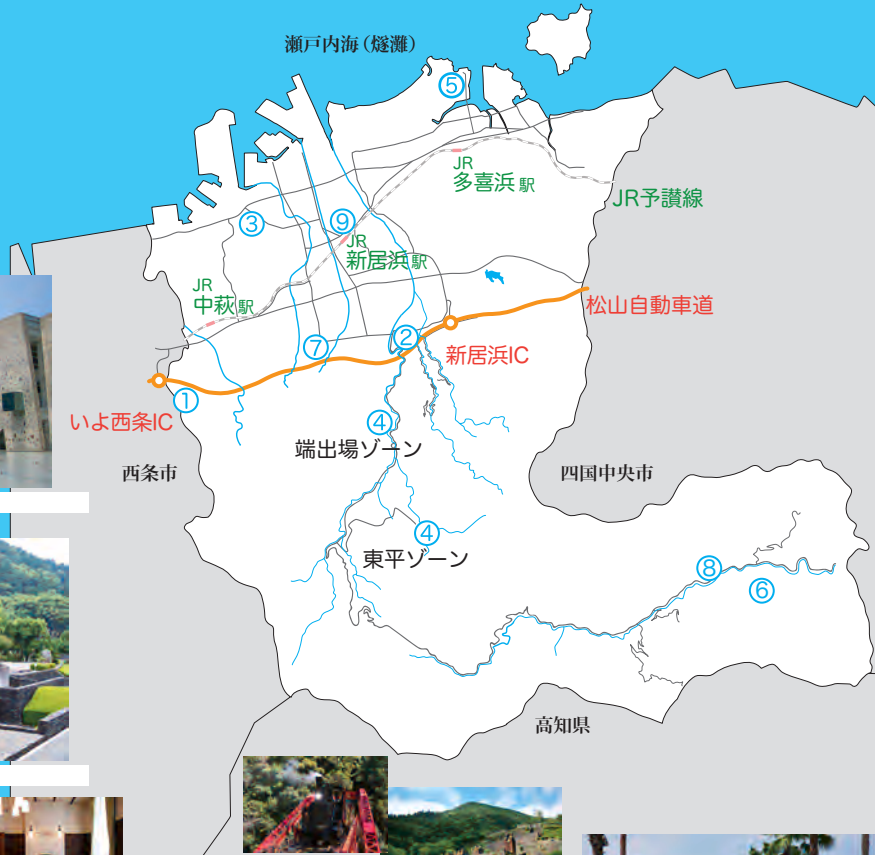 瀬戸内海（燧灘）
⑤
JR
多喜浜駅
JR予讃線
③
⑨
JR
新居浜駅
JR
中萩駅
松山自動車道
②
⑦
新居浜IC
①
いよ西条IC
④
端出場ゾーン
西条市
四国中央市
④
東平ゾーン
⑧
⑥
高知県